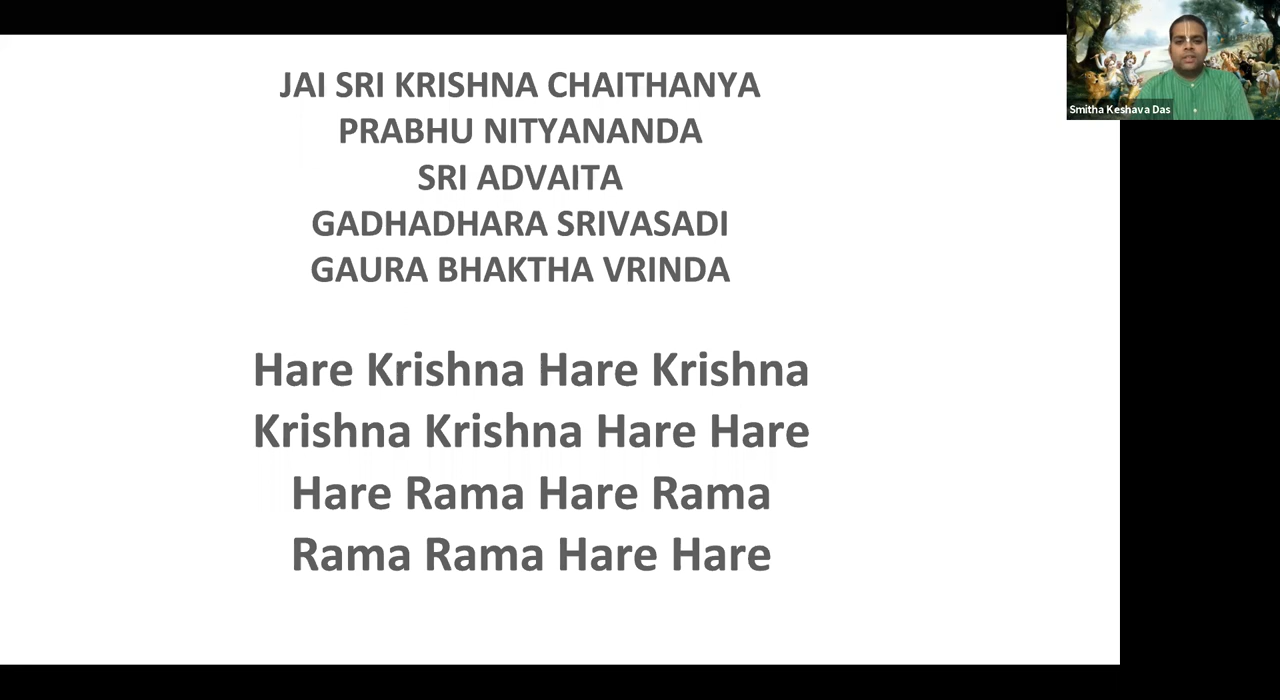 JAI SRI KRISHNA CHAITHANYA
PRABHU NITYANANDA
SRI ADVAITA
GADHADHARA SRIVASADI
GAURA BHAKTHA VRINDA
Hare Krishna Hare Krishna
Krishna Krishna Hare Hare
Hare Rama Hare Rama
Rama Rama Hare Hare
Smitha Keshava Das